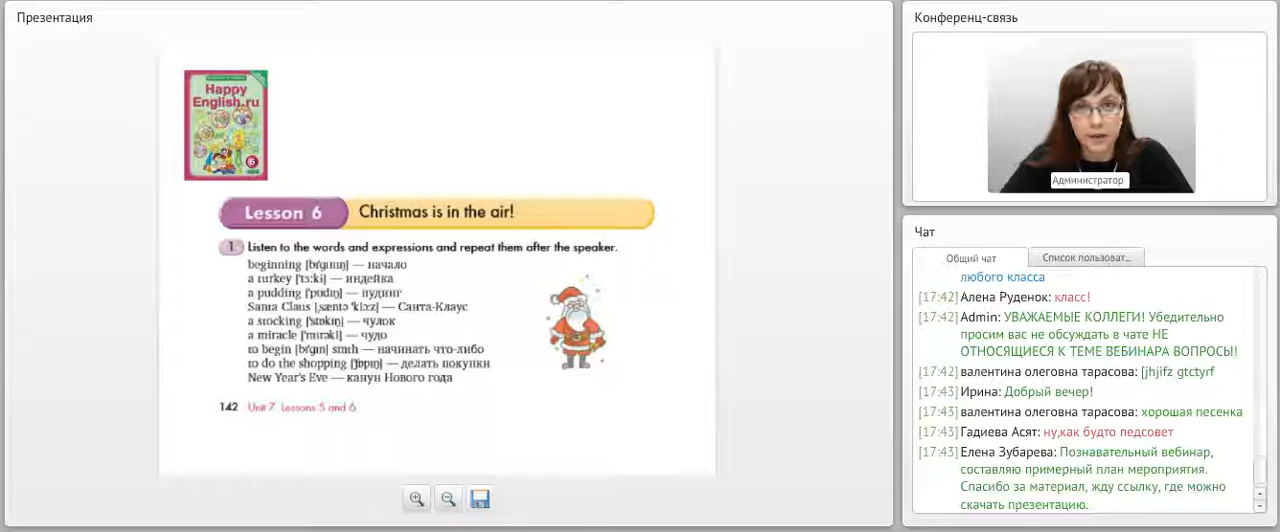 Презентация
Happy
English.ru
6
Lesson 6 Christmas is in the air!
1 Listen to the words and expressions and repeat them after the speaker.
beginning [bɪˈgɪnɪŋ] — начало
a turkey [ˈtɜːki] — индейка
a pudding [ˈpʊdɪŋ] — пудинг
Santa Claus [ˌsæntə ˈklɔːz] — Санта-Клаус
a stocking [ˈstɒkɪŋ] — чулок
a miracle [ˈmɪrəkl] — чудо
to begin [bɪˈgɪn] smth — начинать что-либо
to do the shopping [ˈʃɒpɪŋ] — делать покупки
New Year's Eve — канун Нового года
142 Unit 7 Lessons 5 and 6
Конференц-связь
Администратор
Чат
Общий чат Список пользоват...
любого класса
[17:42] Алена Руденок: класс!
[17:42] Admin: УВАЖАЕМЫЕ КОЛЛЕГИ! Убедительно
просим вас не обсуждать в чате НЕ
ОТНОСЯЩИЕСЯ К ТЕМЕ ВЕБИНАРА ВОПРОСЫ!
[17:42] валентина олеговна тарасова: [jhjifz gtctyrf
[17:43] Ирина: Добрый вечер!
[17:43] валентина олеговна тарасова: хорошая песенка
[17:43] Гадиева Асят: ну,как будто педсовет
[17:43] Елена Зубарева: Познавательный вебинар,
составляю примерный план мероприятия.
Спасибо за материал, жду ссылку, где можно
скачать презентацию.